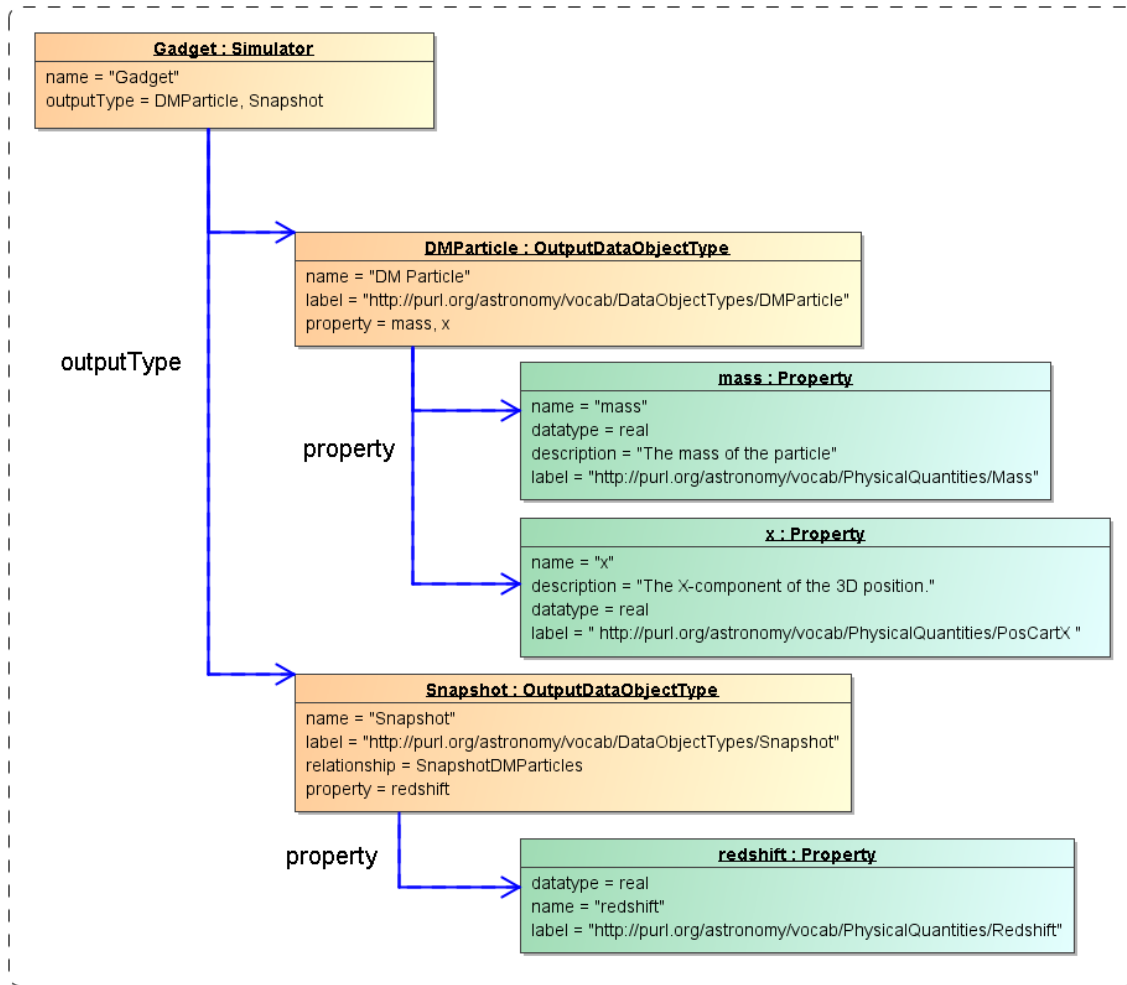 Gadget : Simulator
name = "Gadget"
outputType = DMParticle, Snapshot
DMParticle : OutputDataObjectType
name = "DM Particle"
label = "http://purl.org/astronomy/vocab/DataObjectTypes/DMParticle"
property = mass, x
outputType
property
mass : Property
name = "mass"
datatype = real
description = "The mass of the particle"
label = "http://purl.org/astronomy/vocab/PhysicalQuantities/Mass"
x : Property
name = "x"
description = "The X-component of the 3D position."
datatype = real
label = " http://purl.org/astronomy/vocab/PhysicalQuantities/PosCartX "
Snapshot : OutputDataObjectType
name = "Snapshot"
label = "http://purl.org/astronomy/vocab/DataObjectTypes/Snapshot"
relationship = SnapshotDMParticles
property = redshift
property
redshift : Property
datatype = real
name = "redshift"
label = "http://purl.org/astronomy/vocab/PhysicalQuantities/Redshift"